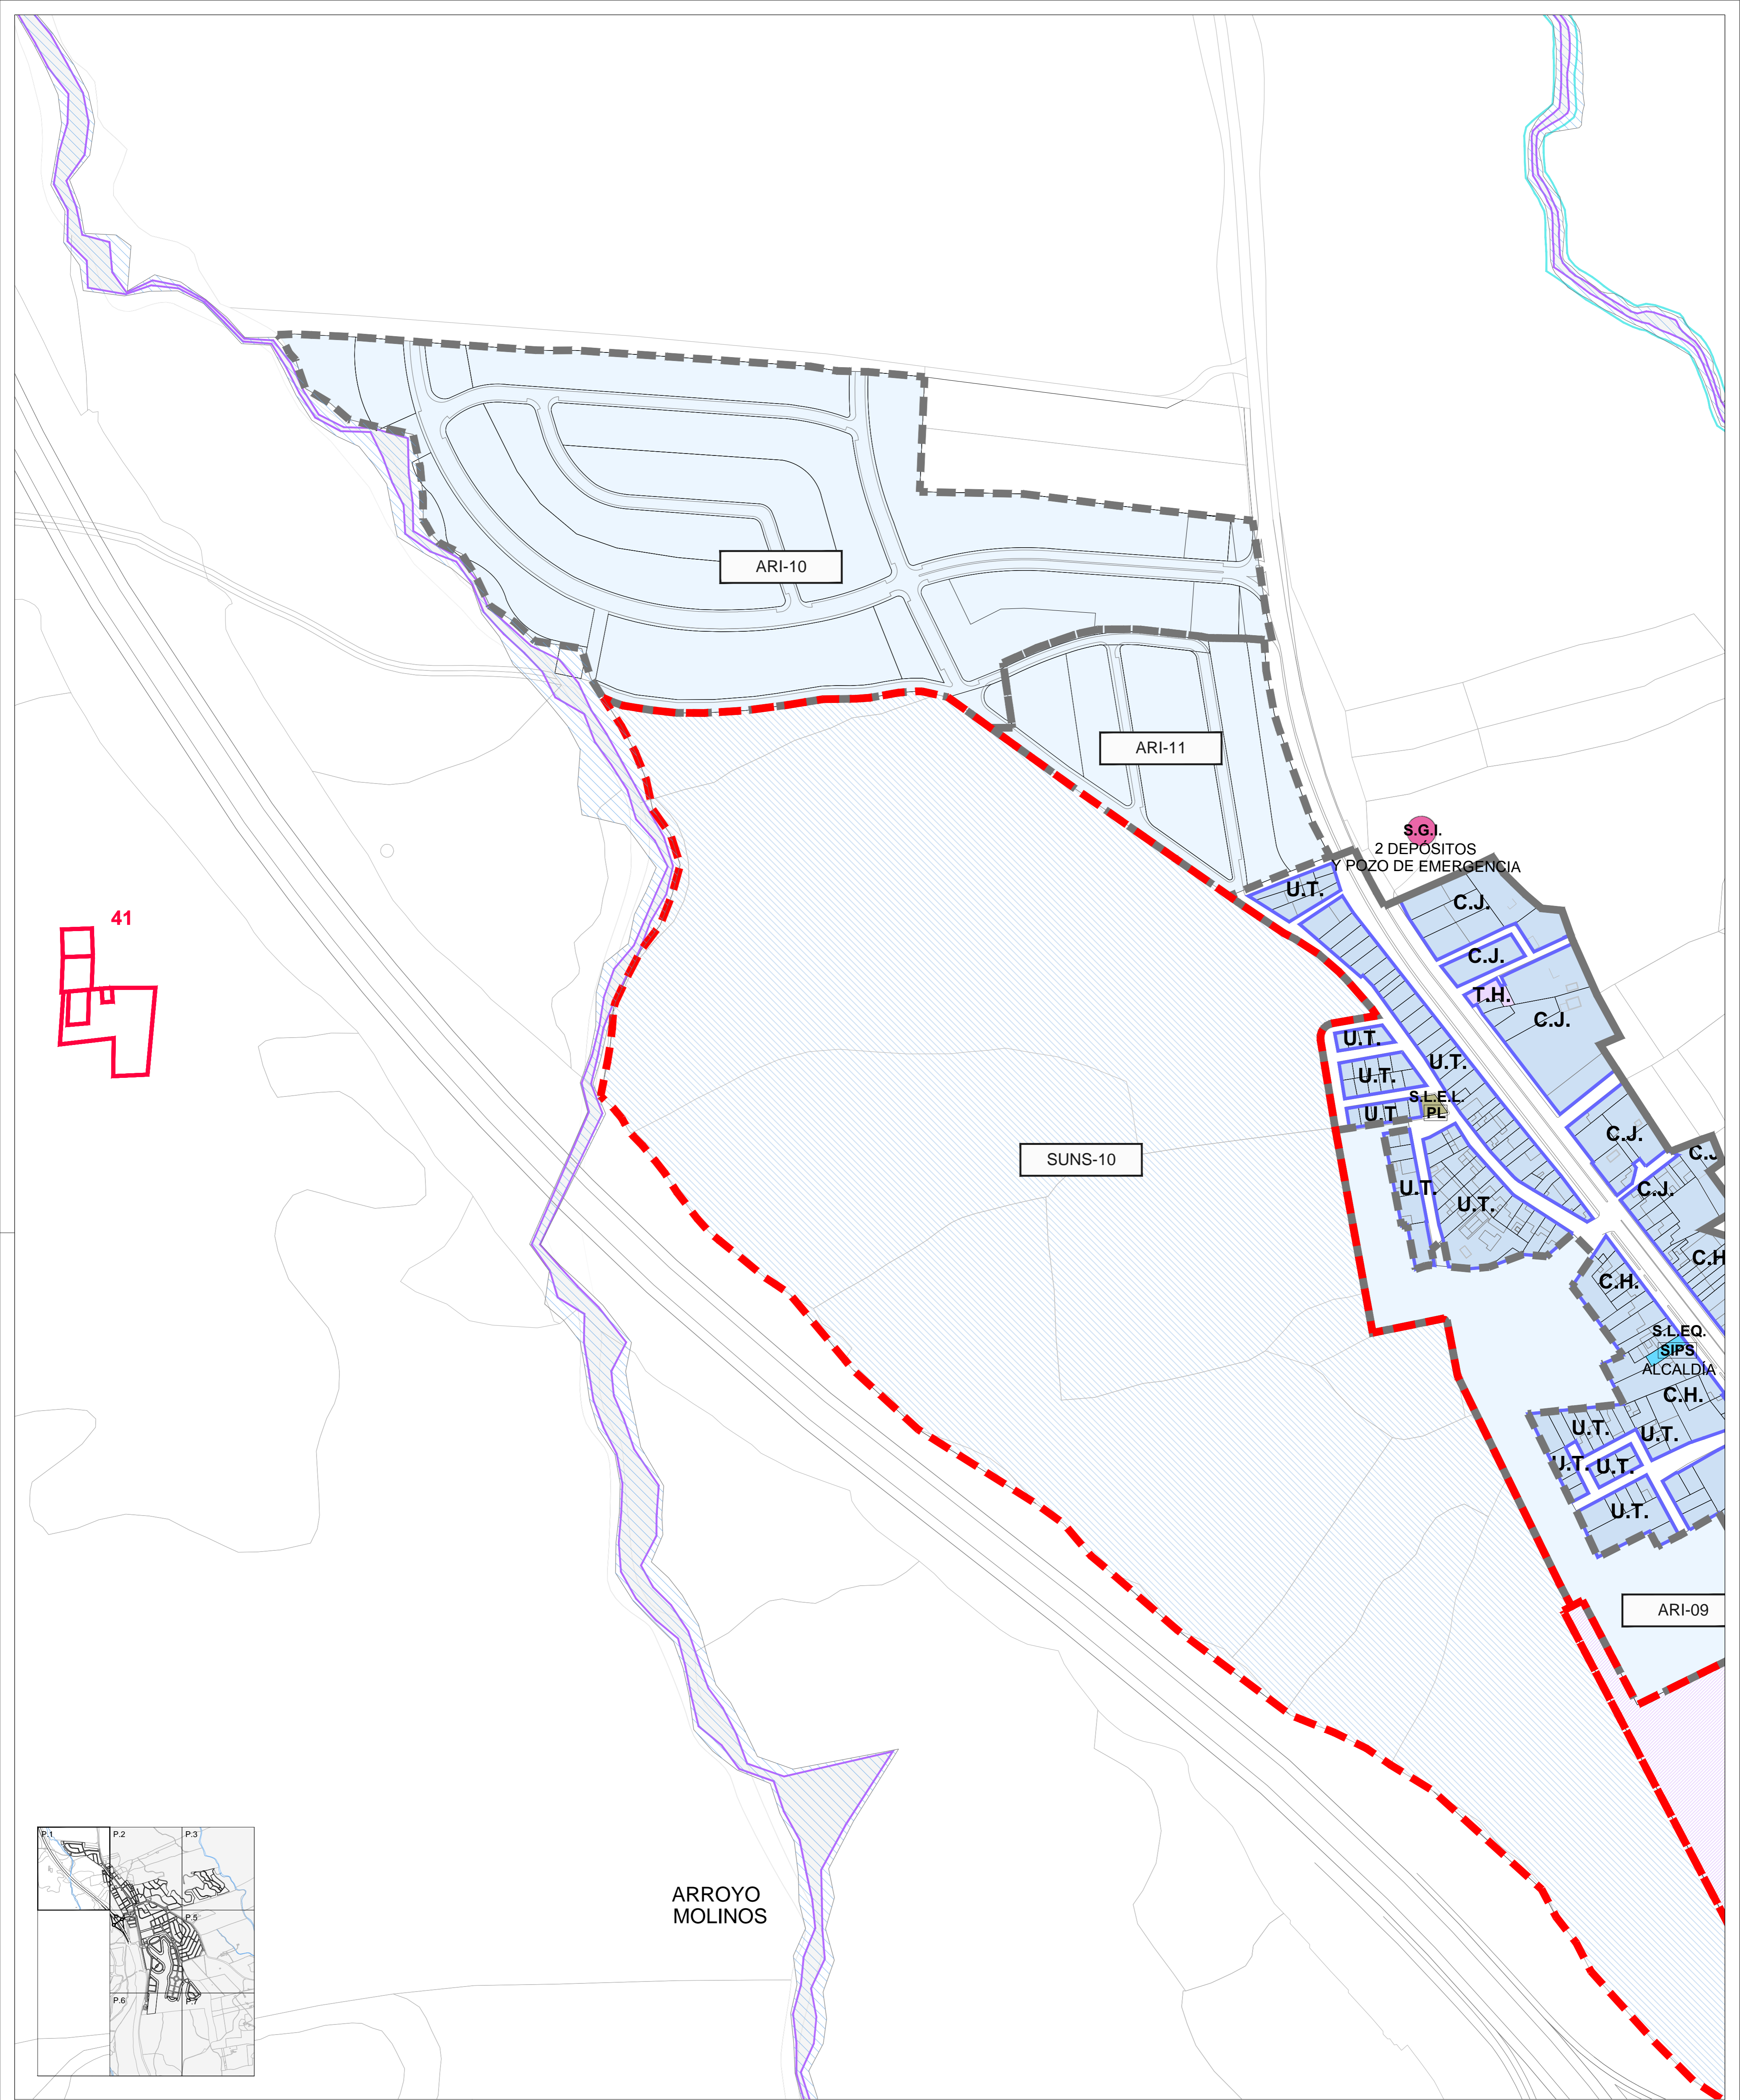 ARI-10
ARI-11
S.G.I.
2 DEPÓSITOS
Y POZO DE EMERGENCIA
U.T.
C.J.
41
C.J.
T.H.
C.J.
U.T.
U.T.
U.T.
S.L.E.L.
PL
U.T
C.J.
C.J
SUNS-10
U.T.
C.J.
U.T.
C.H
C.H.
S.L.EQ.
SIPS
ALCALDÍA
C.H.
U.T.
U.T.
U.T.
U.T.
U.T.
ARI-09
P.1
P.2
P.3
ARROYO
MOLINOS
P.5
P.6
P.7